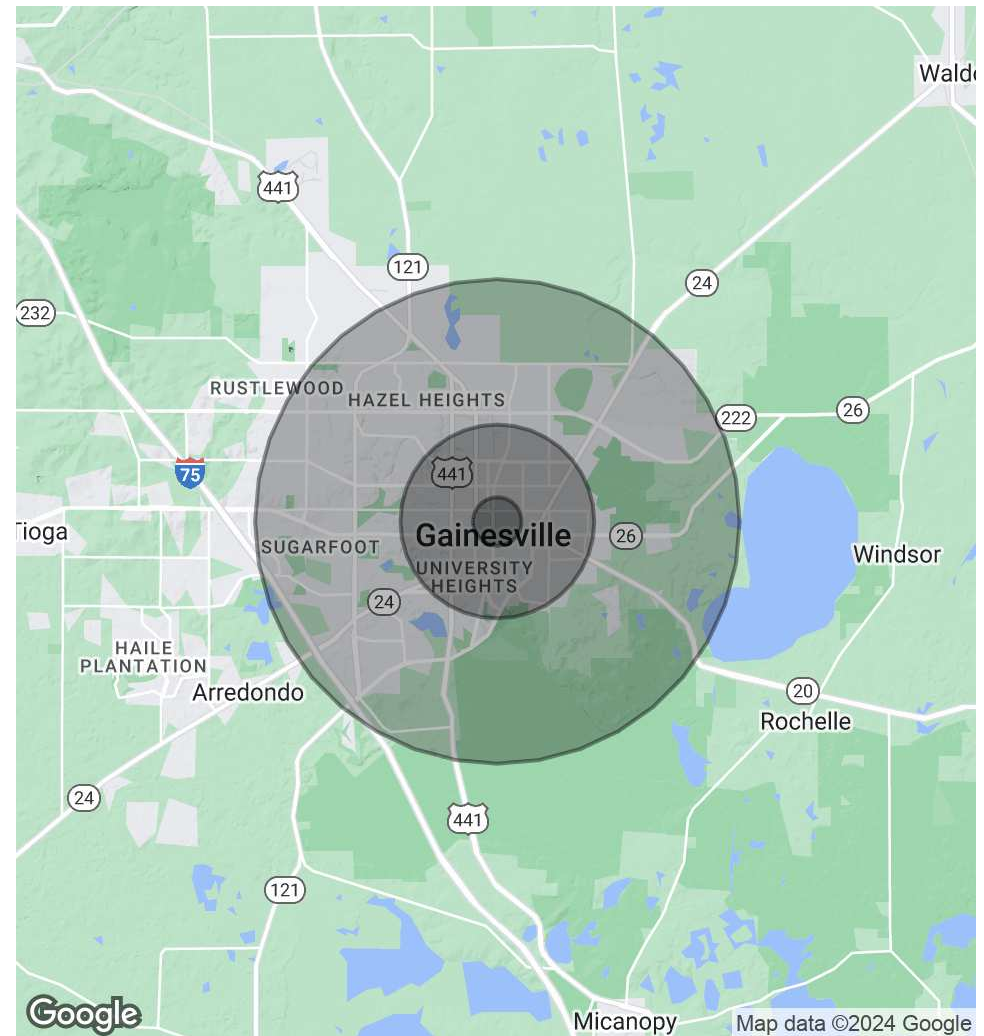 Waldo
441
121
24
232
RUSTLEWOOD
HAZEL HEIGHTS
222
26
441
75
Tioga
Gainesville
26
SUGARFOOT
Windsor
UNIVERSITY
HEIGHTS
24
HAILE
PLANTATION
Arredondo
20
Rochelle
24
441
121
Google
Micanopy
Map data ©2024 Google